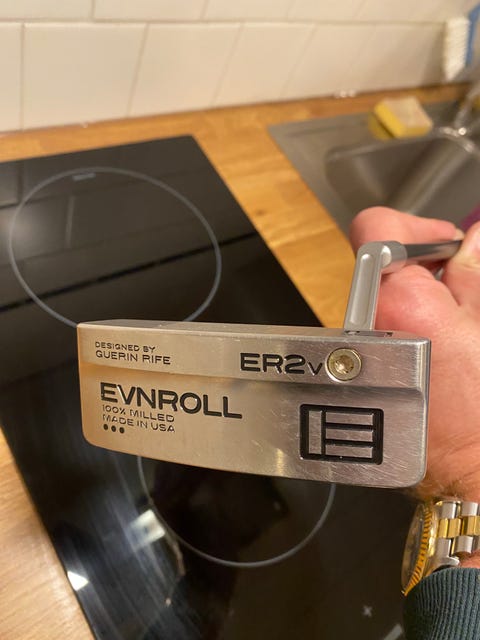 DESIGNED BY
GUERIN RIFE
ER2v
EVNROLL
100% MILLED
MADE IN USA